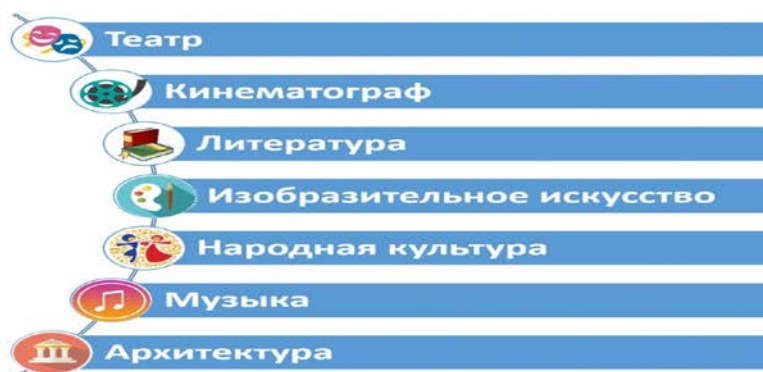 Театр
Кинематограф
Литература
Изобразительное искусство
Народная культура
Музыка
Архитектура